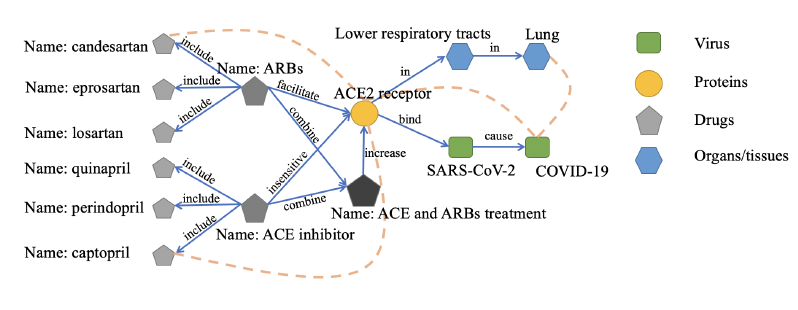 Lower respiratory tracts
Lung
Virus
Name: candesartan
include
in
in
Name: ARBs
Proteins
Name: eprosartan
include
facilitate
ACE2 receptor
Name: losartan
include
combine
bind
Drugs
cause
increase
SARS-CoV-2
COVID-19
Organs/tissues
Name: quinapril
include
insensitive
Name: perindopril
include
combine
Name: ACE and ARBs treatment
include
Name: ACE inhibitor
Name: captopril